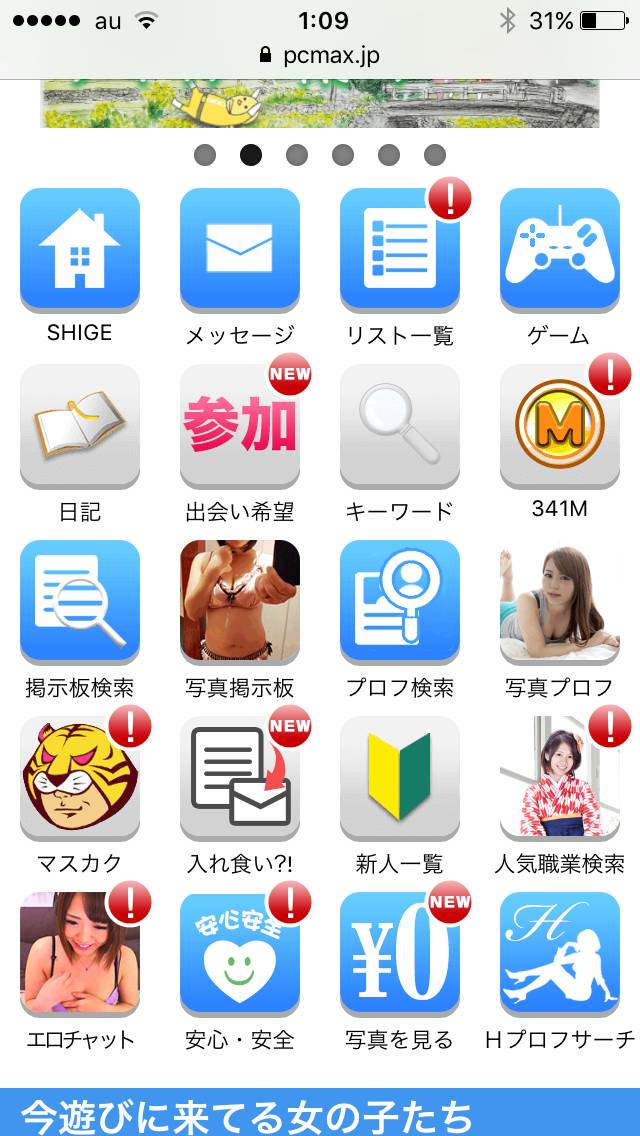 au 1:09 31%
pcmax.jp
SHIGE メッセージ リスト一覧 ゲーム
NEW
参加
M
日記 出会い希望 キーワード 341M
掲示板検索 写真掲示板 プロフ検索 写真プロフ
NEW
マスカク 入れ食い?! 新人一覧 人気職業検索
安心安全
NEW
¥0
H
エロチャット 安心・安全 写真を見る Hプロフサーチ
今遊びに来てる女の子たち